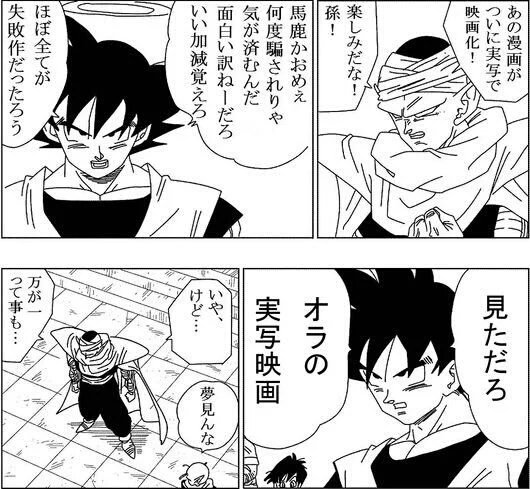 あの漫画が
ついに実写で
映画化！
楽しみだな！
孫！
馬鹿かおめぇ
何度騙されりゃ
気が済むんだ
面白い訳ねーだろ
いい加減覚えろ
ほぼ全てが
失敗作だったろう
見ただろ
オラの
実写映画
いや、
けど…
万が一
って事も…
夢見んな